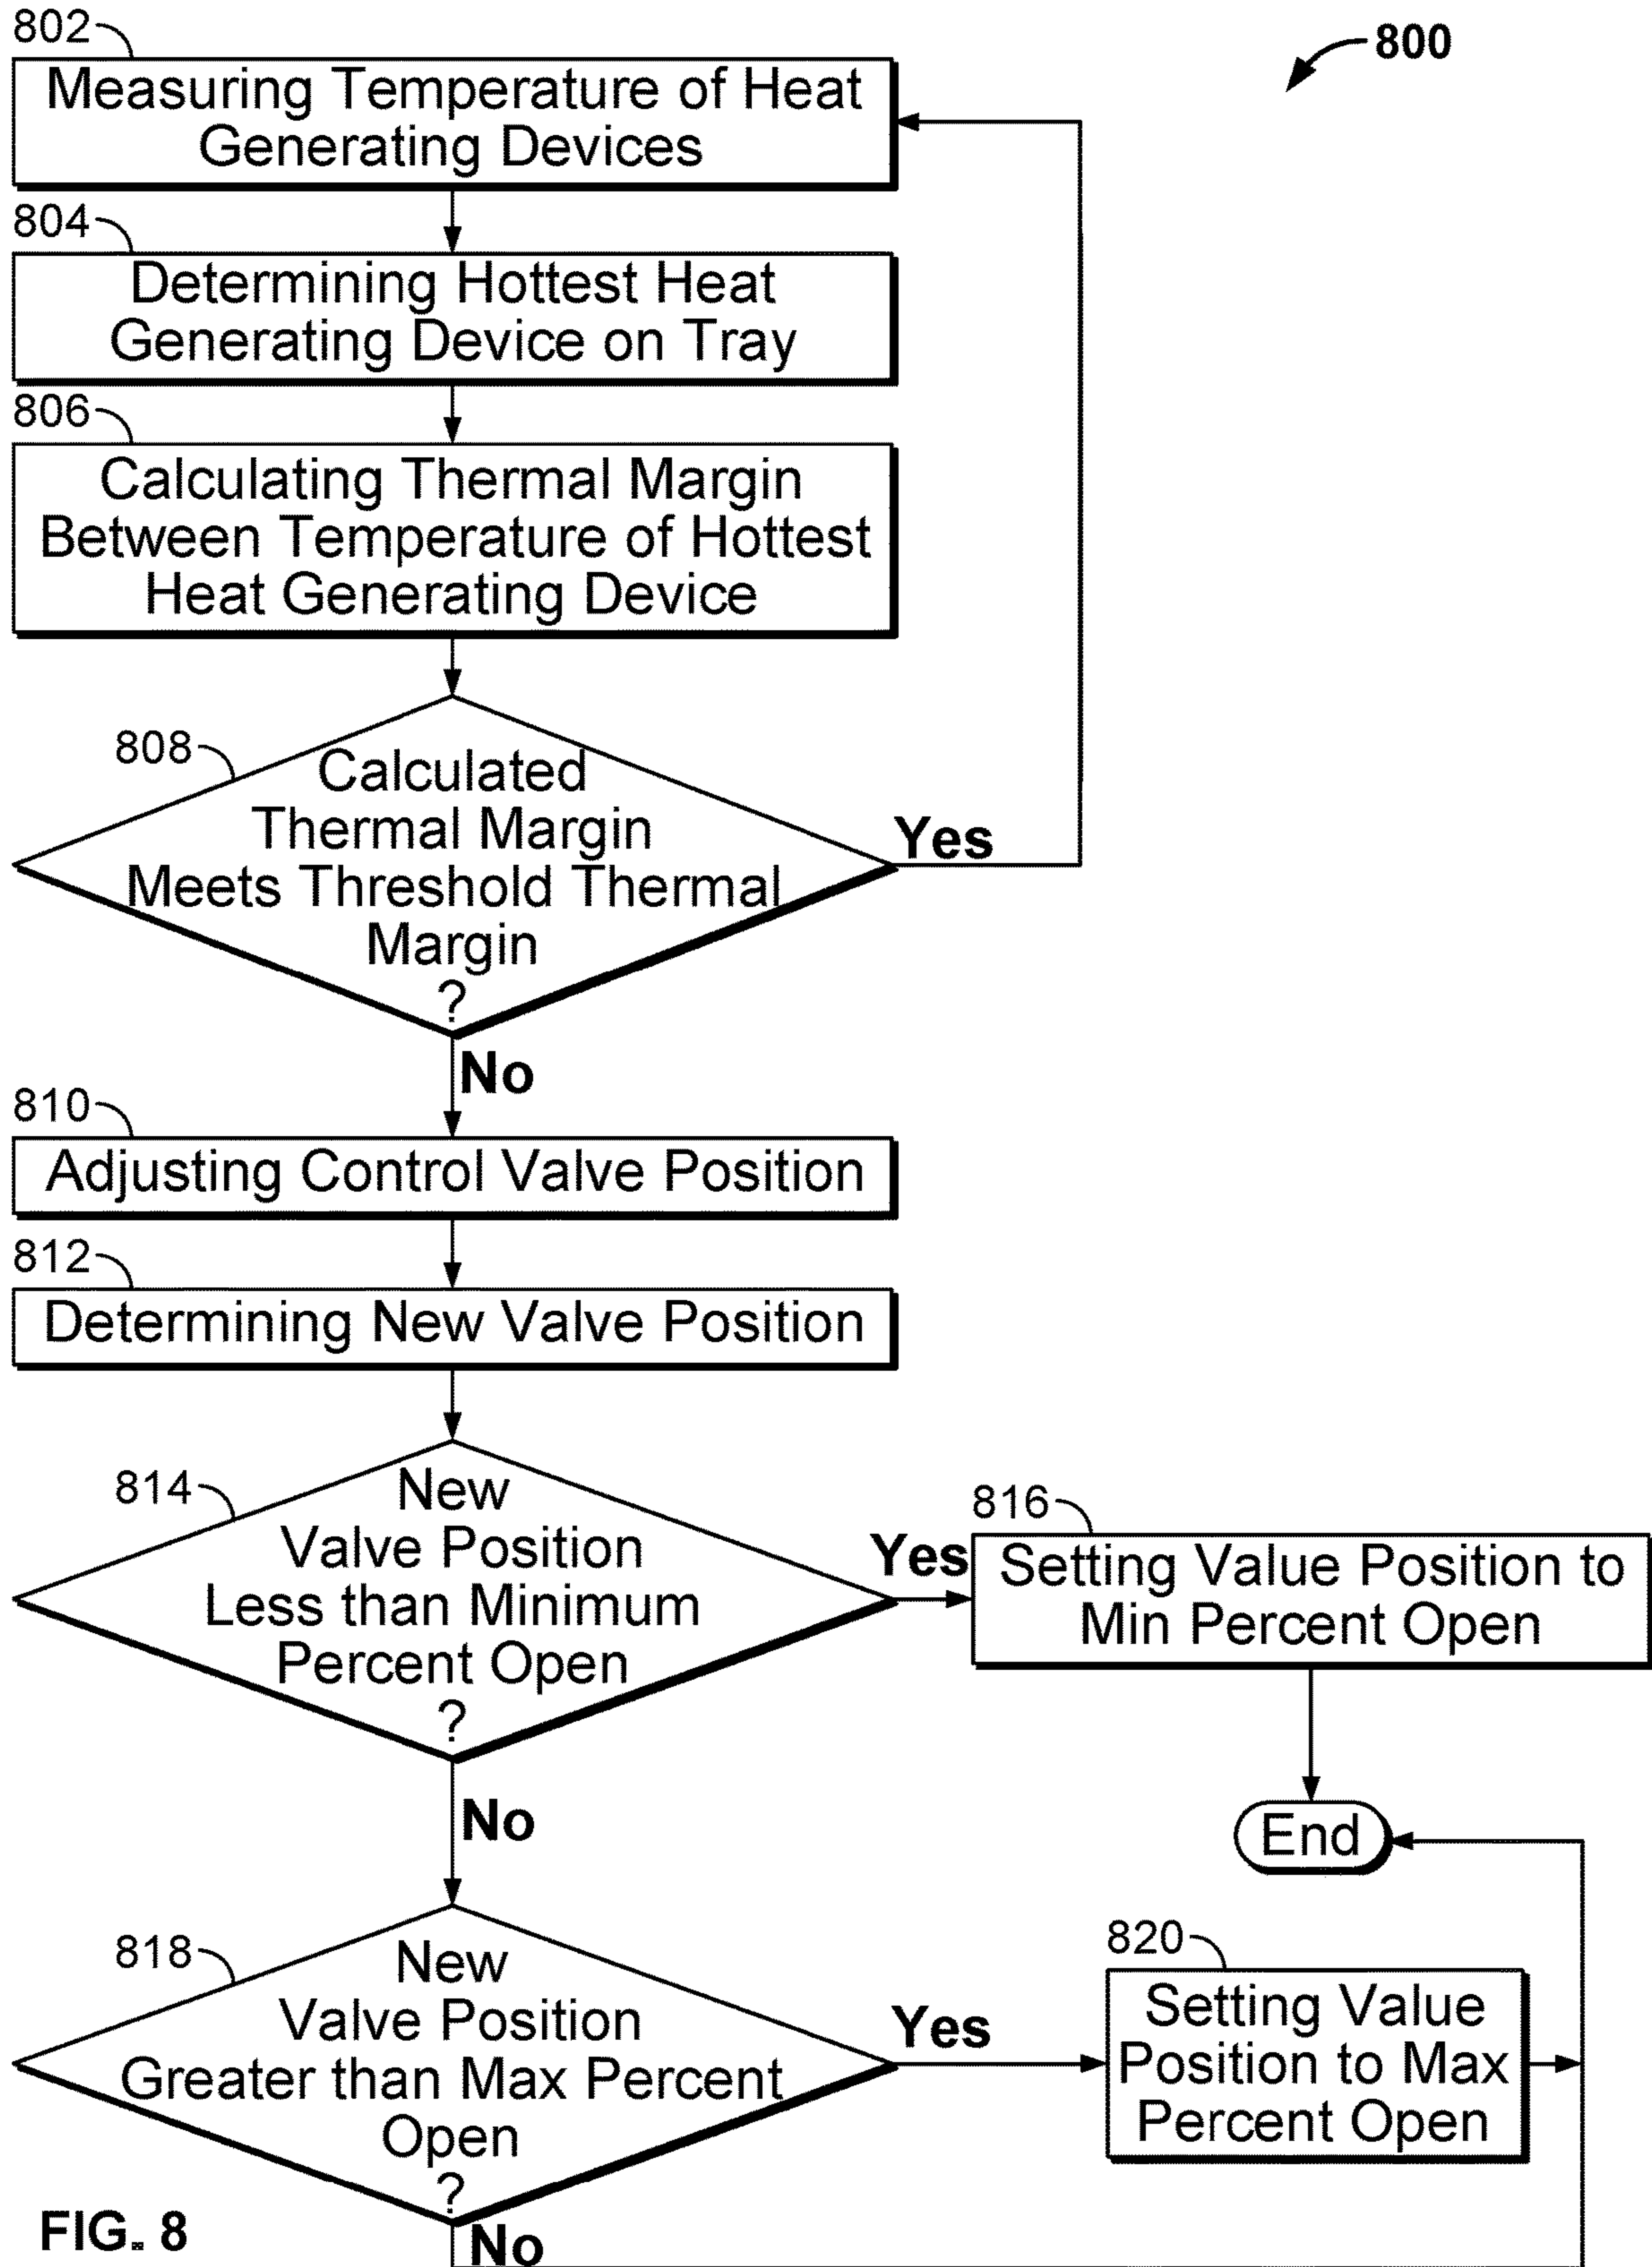 802
800
Measuring Temperature of Heat
Generating Devices
804
Determining Hottest Heat
Generating Device on Tray
806
Calculating Thermal Margin
Between Temperature of Hottest
Heat Generating Device
808
Calculated
Thermal Margin
Meets Threshold Thermal
Margin
?
Yes
No
810
Adjusting Control Valve Position
812
Determining New Valve Position
814
New
Valve Position
Less than Minimum
Percent Open
?
Yes
816
Setting Value Position to
Min Percent Open
No
End
818
New
Valve Position
Greater than Max Percent
Open
?
Yes
820
Setting Value
Position to Max
Percent Open
No
FIG. 8